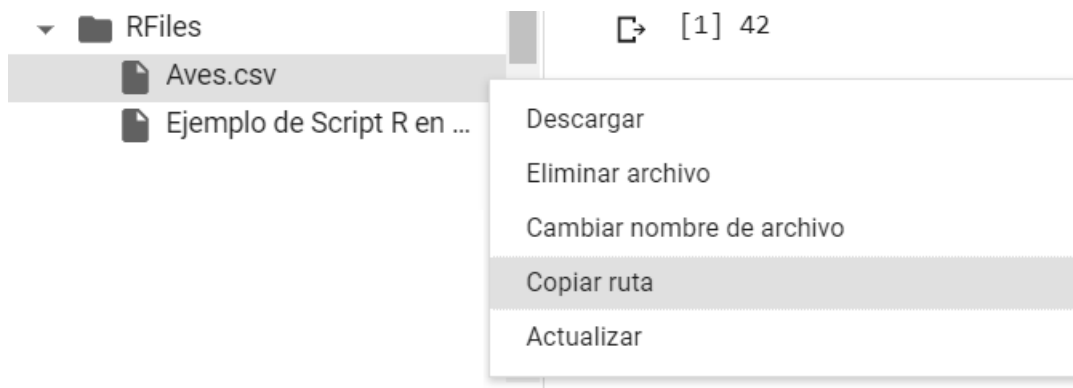 RFiles
Aves.csv
Ejemplo de Script R en ...
[1] 42
Descargar
Eliminar archivo
Cambiar nombre de archivo
Copiar ruta
Actualizar